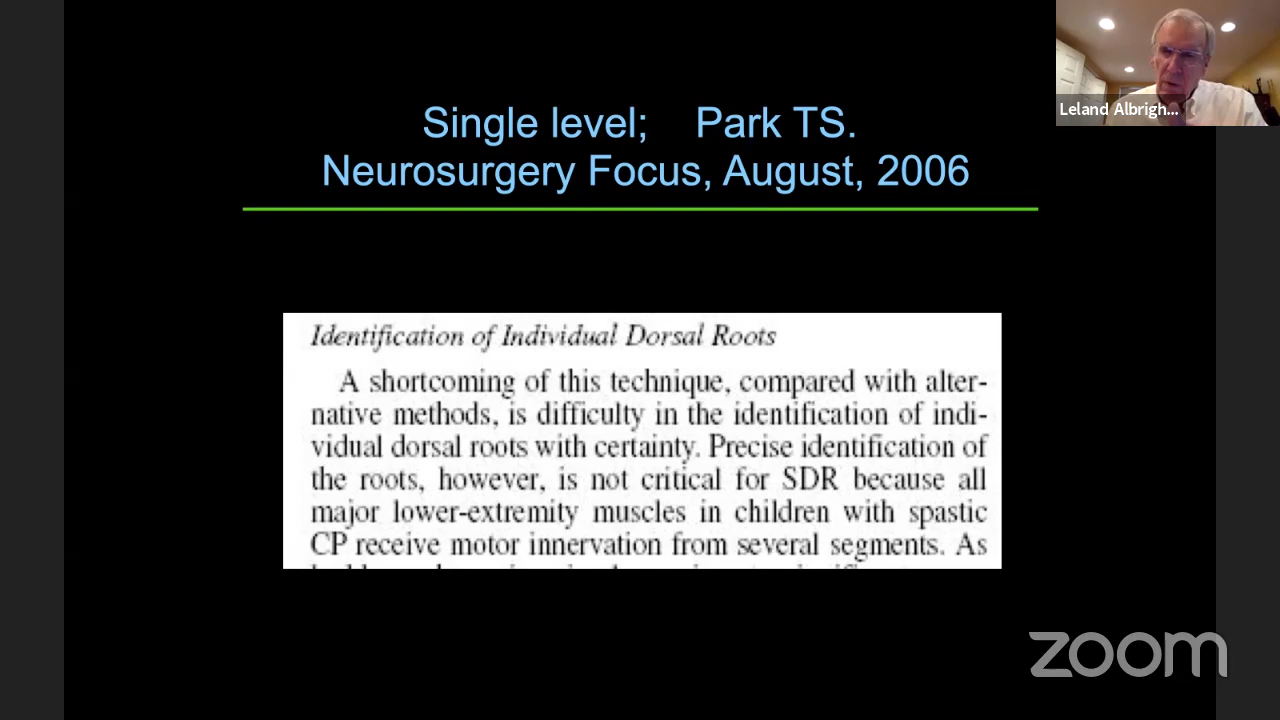 Leland Albrigh...
Single level; Park TS.
Neurosurgery Focus, August, 2006
Identification of Individual Dorsal Roots
A shortcoming of this technique, compared with alter-
native methods, is difficulty in the identification of indi-
vidual dorsal roots with certainty. Precise identification of
the roots, however, is not critical for SDR because all
major lower-extremity muscles in children with spastic
CP receive motor innervation from several segments. As
zoom